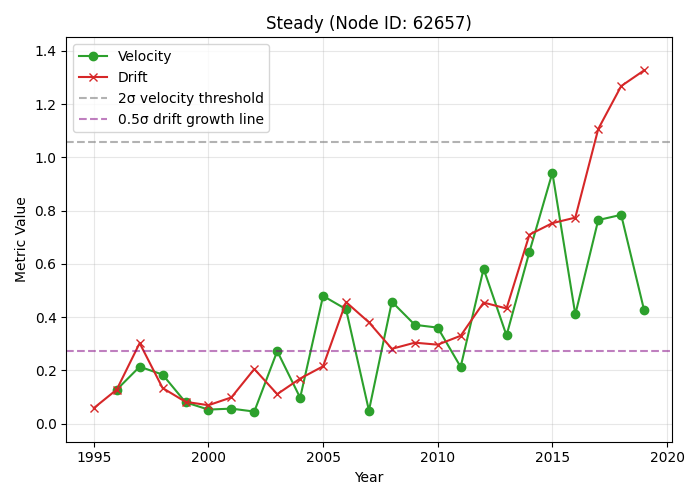 Steady (Node ID: 62657)
Velocity
Drift
2σ velocity threshold
0.5σ drift growth line
Metric Value
1.4
1.2
1.0
0.8
0.6
0.4
0.2
0.0
1995 2000 2005 2010 2015 2020
Year